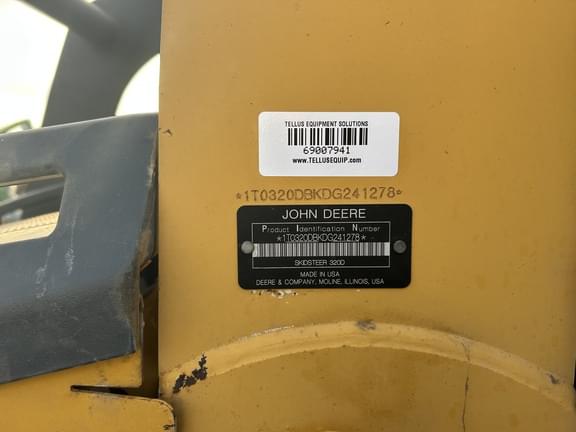 TELLUS EQUIPMENT SOLUTIONS
69007941
www.TELLUSEQUIP.com
*1T0320DBKDG241278*
JOHN DEERE
Product Identification Number
*1T0320DBKDG241278*
SKIDSTEER 320D
MADE IN USA
DEERE & COMPANY, MOLINE, ILLINOIS, USA